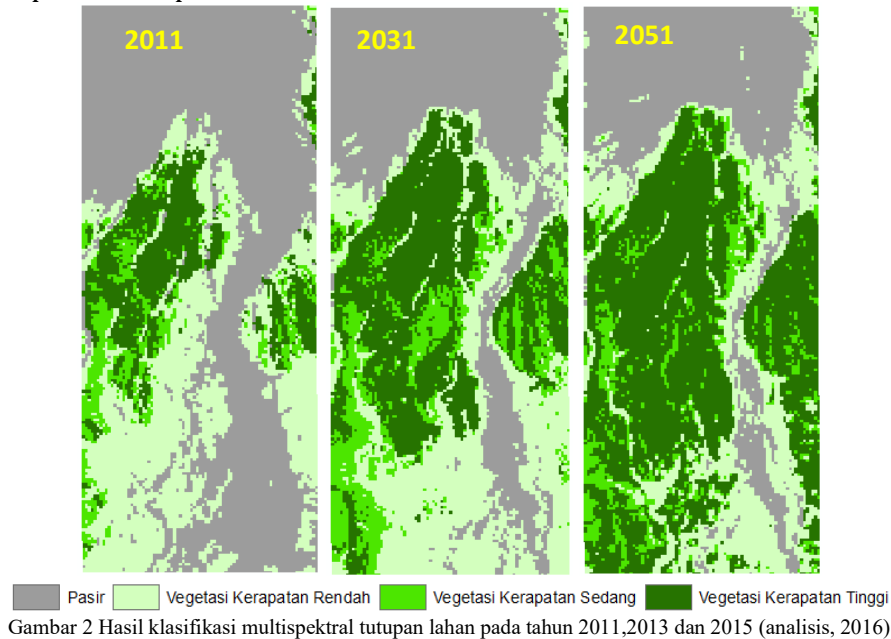 2011 2031 2051
Pasir Vegetasi Kerapatan Rendah Vegetasi Kerapatan Sedang Vegetasi Kerapatan Tinggi
Gambar 2 Hasil klasifikasi multispektral tutupan lahan pada tahun 2011,2013 dan 2015 (analisis, 2016)